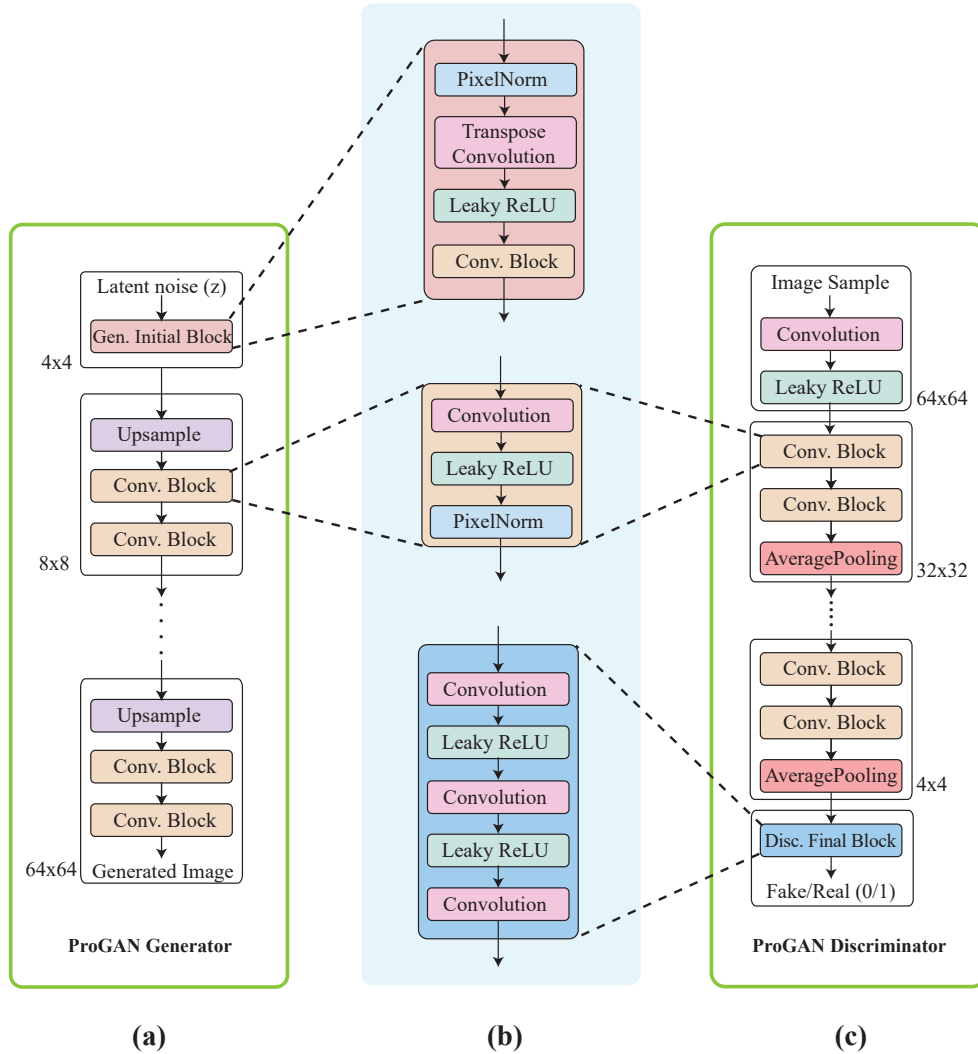 Latent noise (z)
Gen. Initial Block
4x4
Upsample
Conv. Block
Conv. Block
8x8
Upsample
Conv. Block
Conv. Block
64x64
Generated Image
ProGAN Generator
(a)
PixelNorm
Transpose
Convolution
Leaky ReLU
Conv. Block
Convolution
Leaky ReLU
PixelNorm
Convolution
Leaky ReLU
Convolution
Leaky ReLU
Convolution
(b)
Image Sample
Convolution
Leaky ReLU
64x64
Conv. Block
Conv. Block
AveragePooling
32x32
Conv. Block
Conv. Block
AveragePooling
4x4
Disc. Final Block
Fake/Real (0/1)
ProGAN Discriminator
(c)